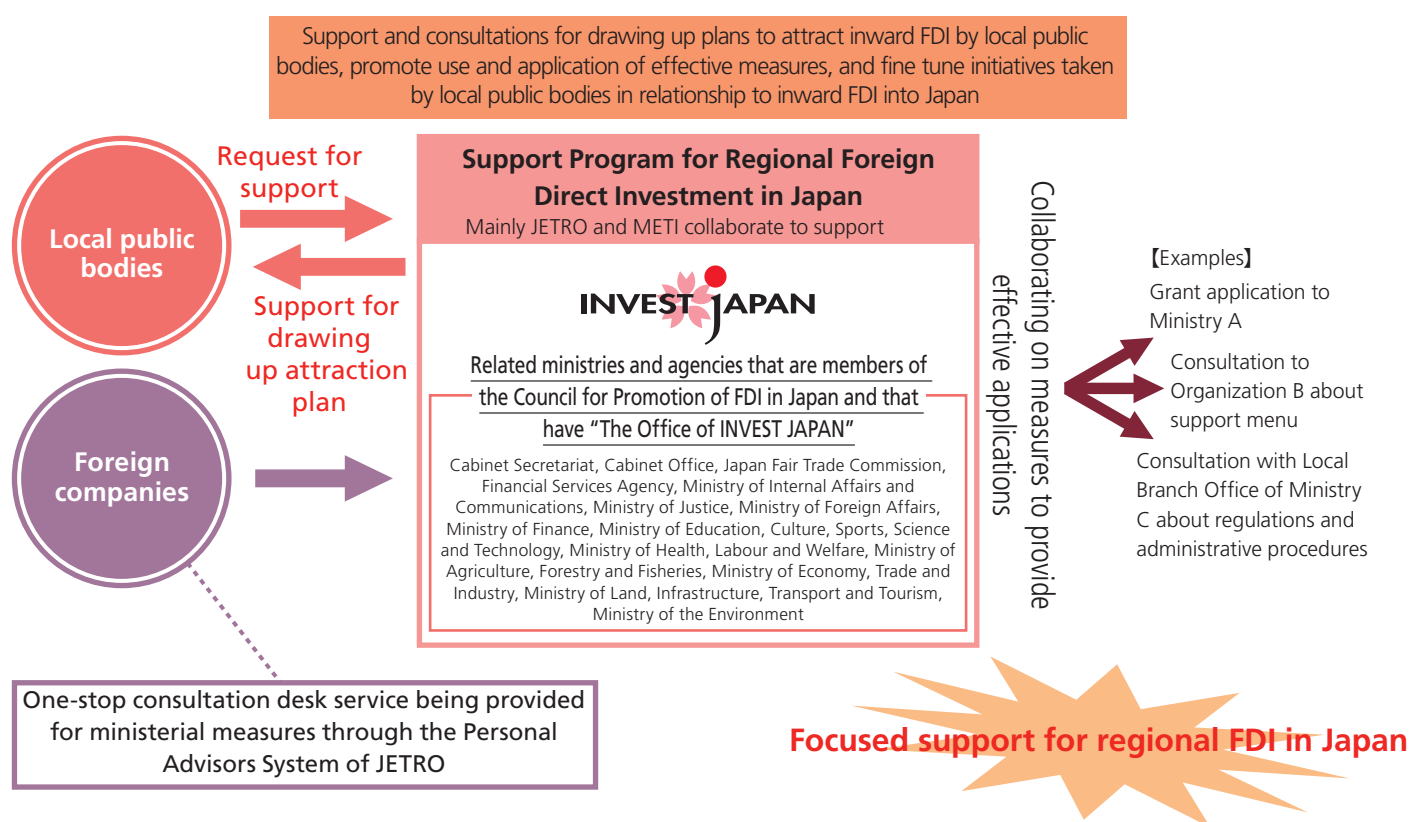 Support and consultations for drawing up plans to attract inward FDI by local public
bodies, promote use and application of effective measures, and fine tune initiatives taken
by local public bodies in relationship to inward FDI into Japan
Local public
bodies
Request for
support
Support for
drawing
up attraction
plan
Foreign
companies
One-stop consultation desk service being provided
for ministerial measures through the Personal
Advisors System of JETRO
Support Program for Regional Foreign
Direct Investment in Japan
Mainly JETRO and METI collaborate to support
INVEST JAPAN
Related ministries and agencies that are members of
the Council for Promotion of FDI in Japan and that
have “The Office of INVEST JAPAN”
Cabinet Secretariat, Cabinet Office, Japan Fair Trade Commission,
Financial Services Agency, Ministry of Internal Affairs and
Communications, Ministry of Justice, Ministry of Foreign Affairs,
Ministry of Finance, Ministry of Education, Culture, Sports, Science
and Technology, Ministry of Health, Labour and Welfare, Ministry of
Agriculture, Forestry and Fisheries, Ministry of Economy, Trade and
Industry, Ministry of Land, Infrastructure, Transport and Tourism,
Ministry of the Environment
Collaborating on measures to provide
effective applications
【Examples】
Grant application to
Ministry A
Consultation to
Organization B about
support menu
Consultation with Local
Branch Office of Ministry
C about regulations and
administrative procedures
Focused support for regional FDI in Japan